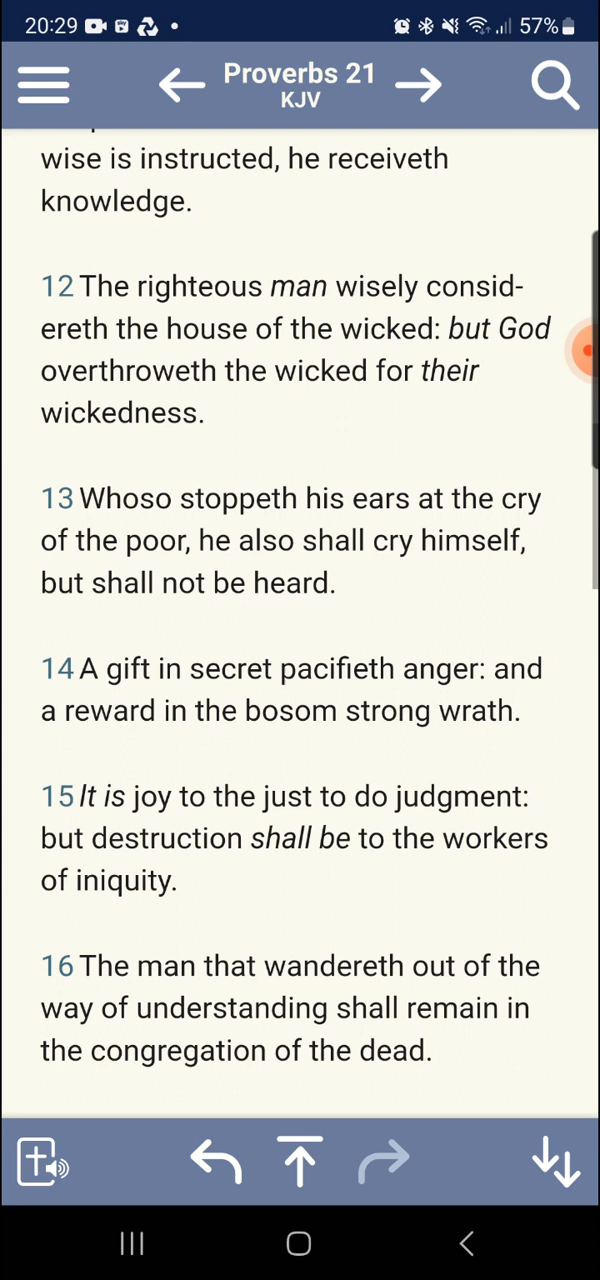 20:29
57%
Proverbs 21
KJV
wise is instructed, he receiveth
knowledge.
12 The righteous man wisely consid-
ereth the house of the wicked: but God
overthroweth the wicked for their
wickedness.
13 Whoso stoppeth his ears at the cry
of the poor, he also shall cry himself,
but shall not be heard.
14 A gift in secret pacifieth anger: and
a reward in the bosom strong wrath.
15 It is joy to the just to do judgment:
but destruction shall be to the workers
of iniquity.
16 The man that wandereth out of the
way of understanding shall remain in
the congregation of the dead.